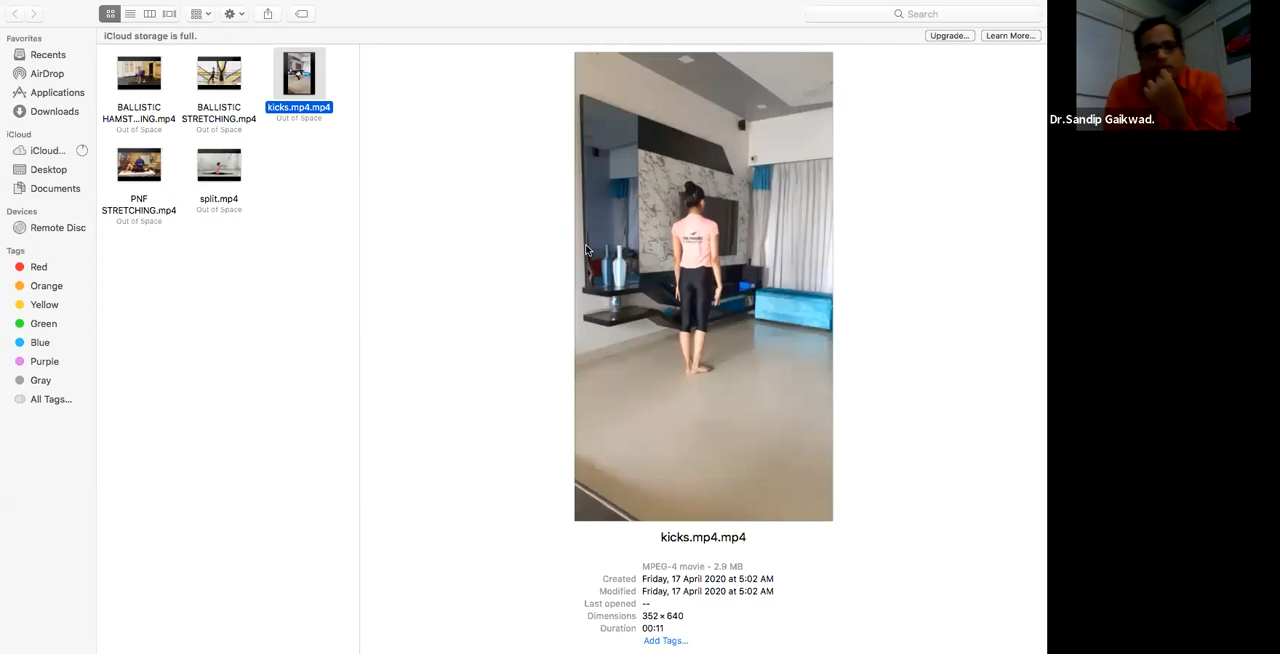 Search
Favorites
iCloud storage is full.
Upgrade...
Learn More...
Recents
AirDrop
Applications
Downloads
iCloud
iCloud...
Desktop
Documents
Devices
Remote Disc
Tags
Red
Orange
Yellow
Green
Blue
Purple
Gray
All Tags...
BALLISTIC
HAMST...ING.mp4
Out of Space
BALLISTIC
STRETCHING.mp4
Out of Space
kicks.mp4.mp4
Out of Space
PNF
STRETCHING.mp4
Out of Space
split.mp4
Out of Space
kicks.mp4.mp4
MPEG-4 movie - 2.9 MB
Created Friday, 17 April 2020 at 5:02 AM
Modified Friday, 17 April 2020 at 5:02 AM
Last opened --
Dimensions 352 × 640
Duration 00:11
Add Tags...
Dr.Sandip Gaikwad.